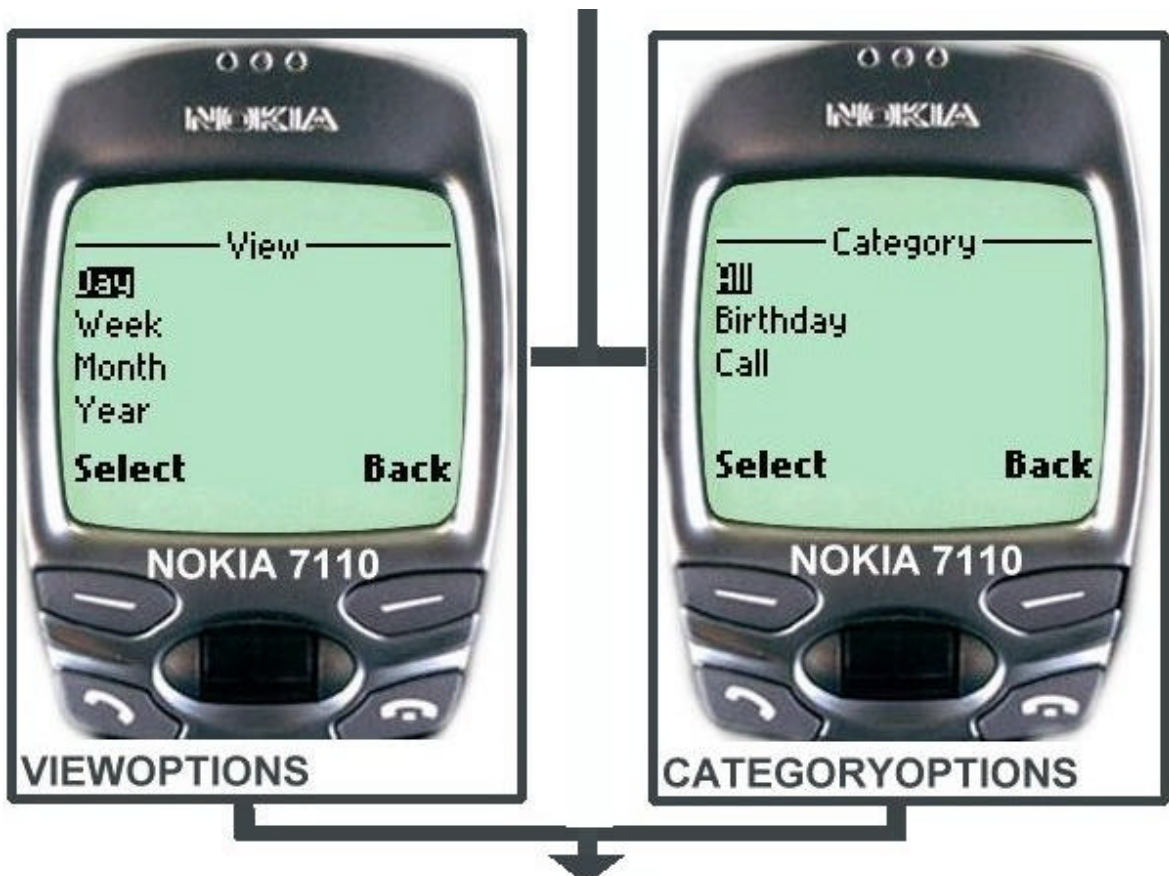 NOKIA
View
Day
Week
Month
Year
Select Back
NOKIA 7110
VIEWOPTIONS
NOKIA
Category
All
Birthday
Call
Select Back
NOKIA 7110
CATEGORYOPTIONS